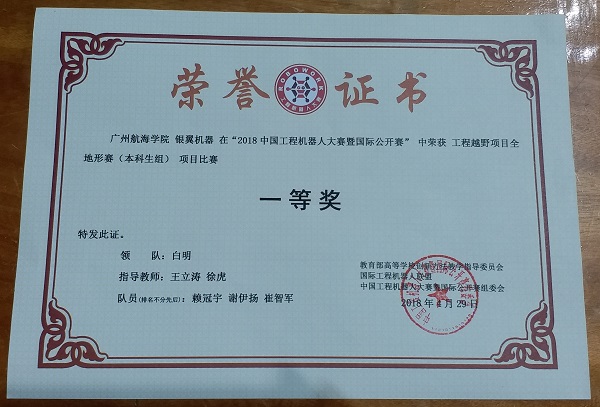 荣誉证书
ROBOWORK
广州航海学院 银翼机器 在“2018 中国工程机器人大赛暨国际公开赛” 中荣获 工程越野项目全
地形赛（本科生组） 项目比赛
一等奖
特发此证。
领 队：白明
指导教师：王立涛 徐虎
队员(排名不分先后)：赖冠宇 谢伊扬 崔智军
教育部高等学校创新方法教学指导委员会
国际工程机器人联盟
中国工程机器人大赛暨国际公开赛组委会
2018 年 4 月 29 日